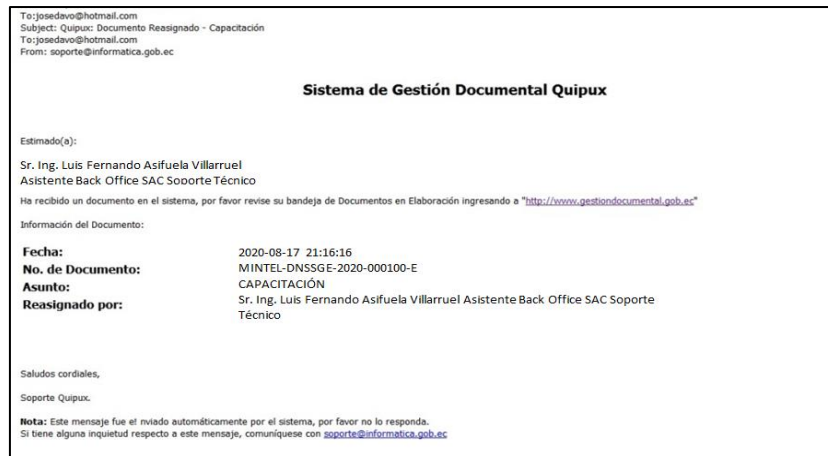 To:josedavo@hotmail.com
Subject: Quipux: Documento Reasignado - Capacitación
To:josedavo@hotmail.com
From: soporte@informatica.gob.ec
Sistema de Gestión Documental Quipux
Estimado(a):
Sr. Ing. Luis Fernando Asifuela Villarruel
Asistente Back Office SAC Soporte Técnico
Ha recibido un documento en el sistema, por favor revise su bandeja de Documentos en Elaboración ingresando a "http://www.gestiondocumental.gob.ec"
Información del Documento:
Fecha: 2020-08-17 21:16:16
No. de Documento: MINTEL-DNSSGE-2020-000100-E
Asunto: CAPACITACIÓN
Reasignado por: Sr. Ing. Luis Fernando Asifuela Villarruel Asistente Back Office SAC Soporte
Técnico
Saludos cordiales,
Soporte Quipux.
Nota: Este mensaje fue e! nviado automáticamente por el sistema, por favor no lo responda.
Si tiene alguna inquietud respecto a este mensaje, comuníquese con soporte@informatica.gob.ec